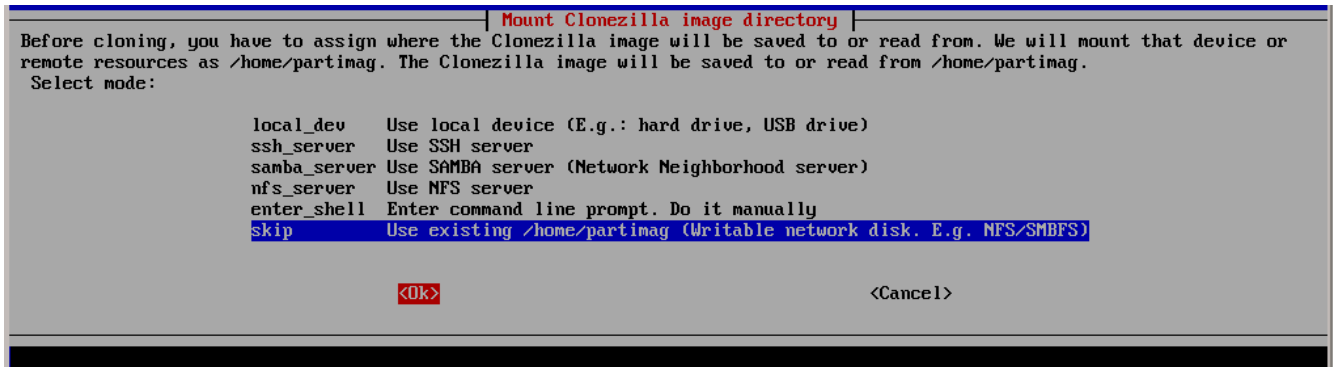 Mount Clonezilla image directory
Before cloning, you have to assign where the Clonezilla image will be saved to or read from. We will mount that device or
remote resources as /home/partimag. The Clonezilla image will be saved to or read from /home/partimag.
Select mode:
local_dev Use local device (E.g.: hard drive, USB drive)
ssh_server Use SSH server
samba_server Use SAMBA server (Network Neighborhood server)
nfs_server Use NFS server
enter_shell Enter command line prompt. Do it manually
skip Use existing /home/partimag (Writable network disk. E.g. NFS/SMBFS)
<Ok> <Cancel>